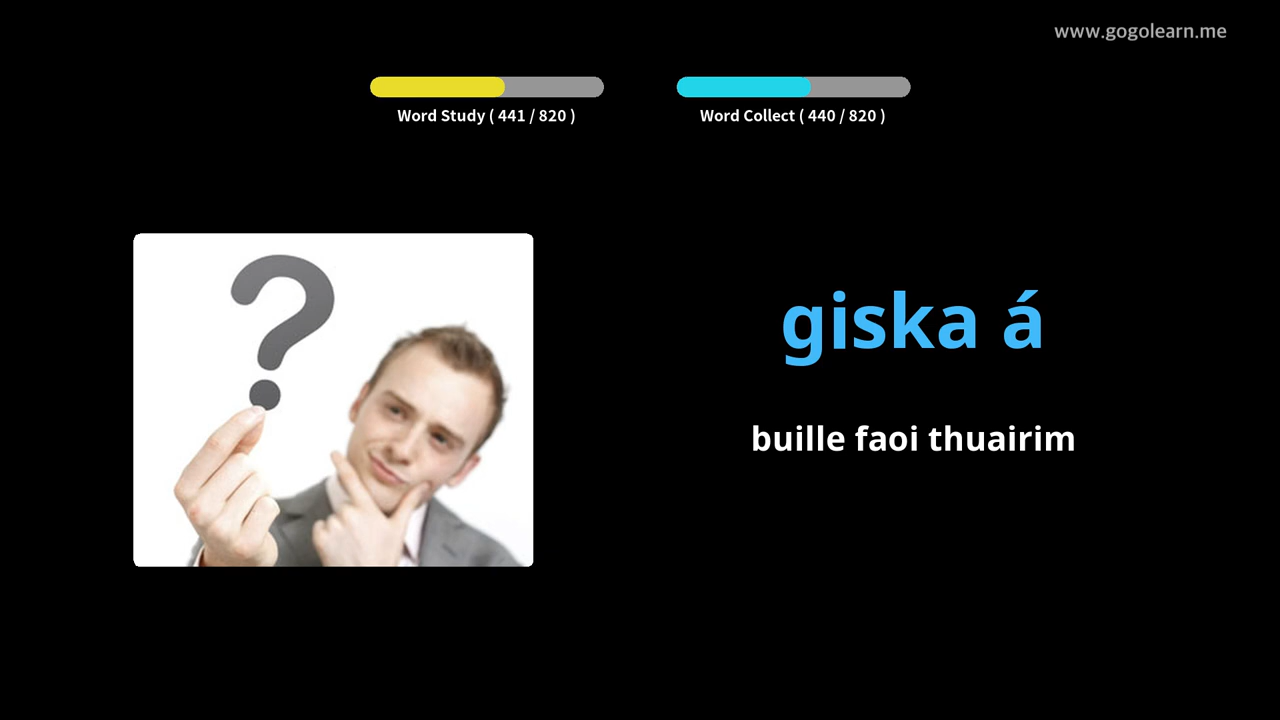 www.gogolearn.me
Word Study ( 441 / 820 )
Word Collect ( 440 / 820 )
giska á
buille faoi thuairim